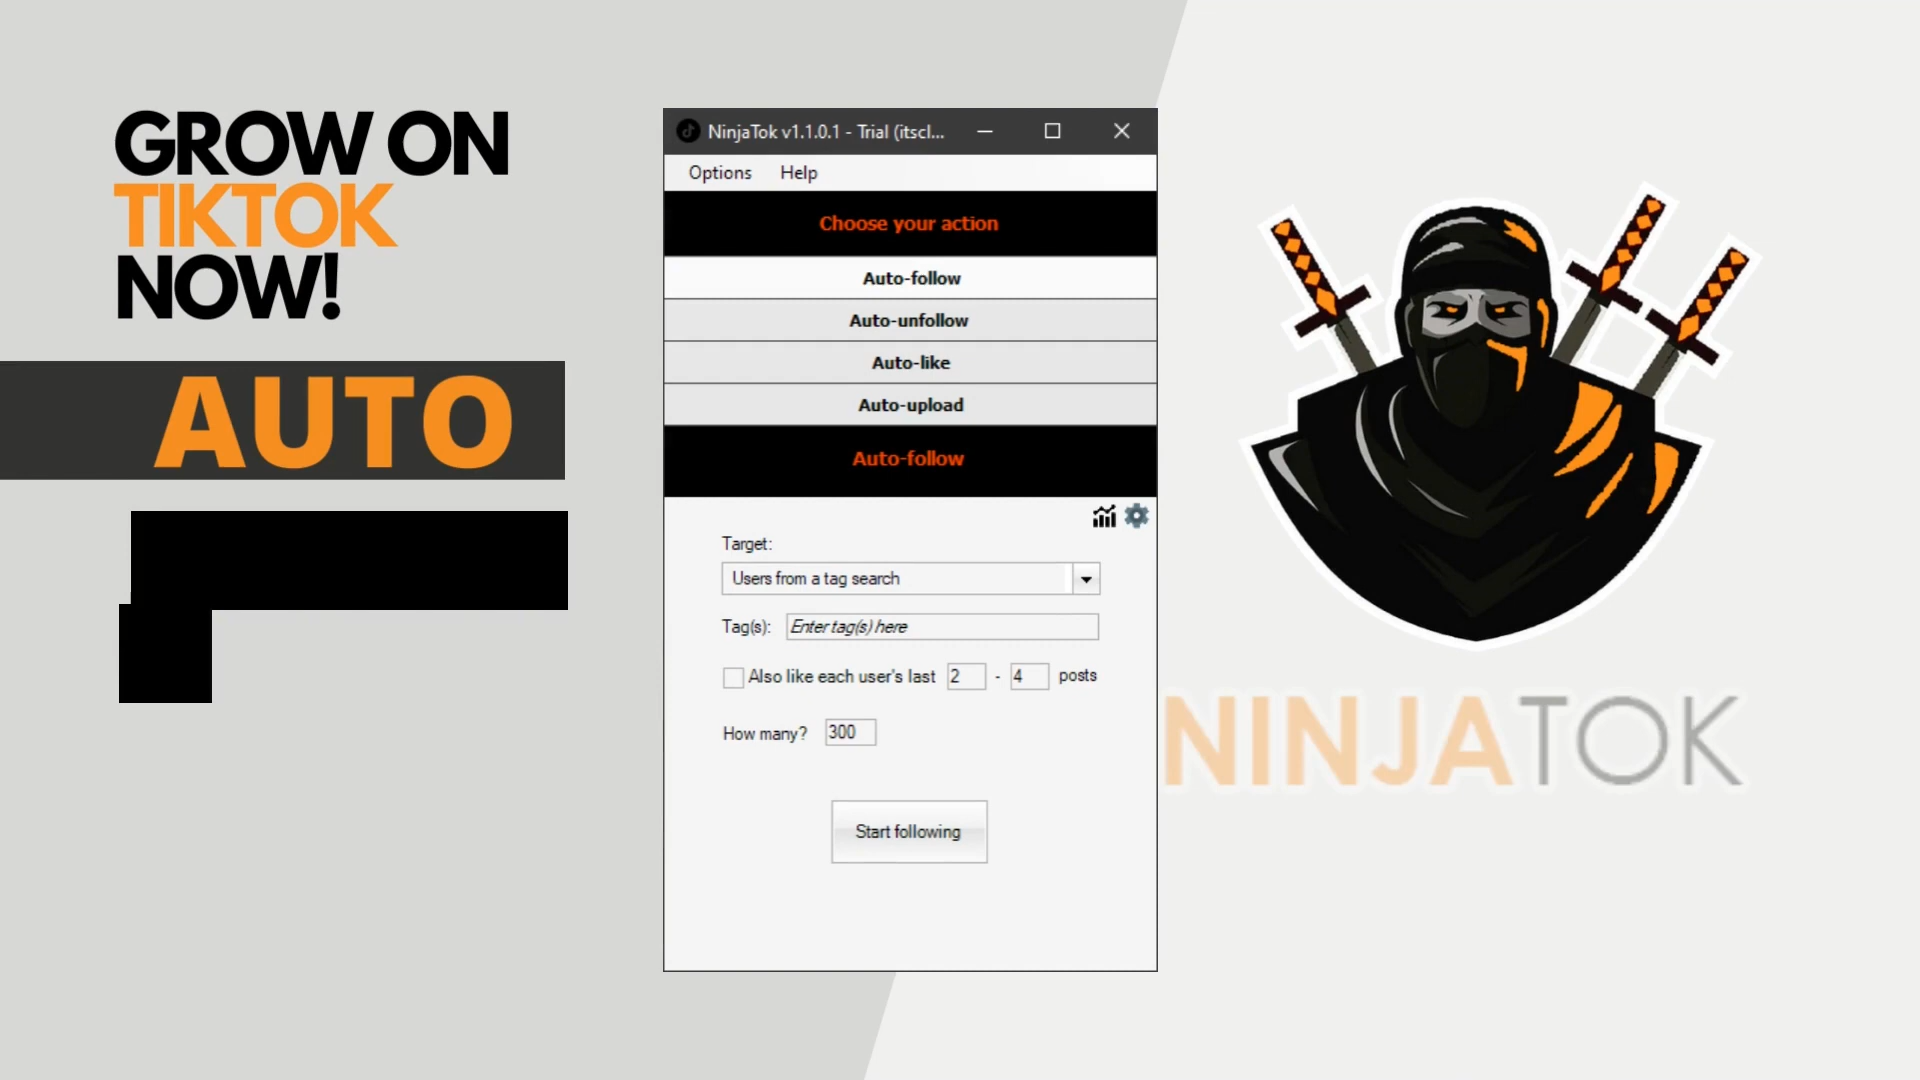 GROW ON
TIKTOK
NOW!
AUTO
NinjaTok v1.1.0.1 - Trial (itscl...
Options Help
Choose your action
Auto-follow
Auto-unfollow
Auto-like
Auto-upload
Auto-follow
Target:
Users from a tag search
Tag(s): Enter tag(s) here
Also like each user's last 2 - 4 posts
How many? 300
Start following
NINJATOK